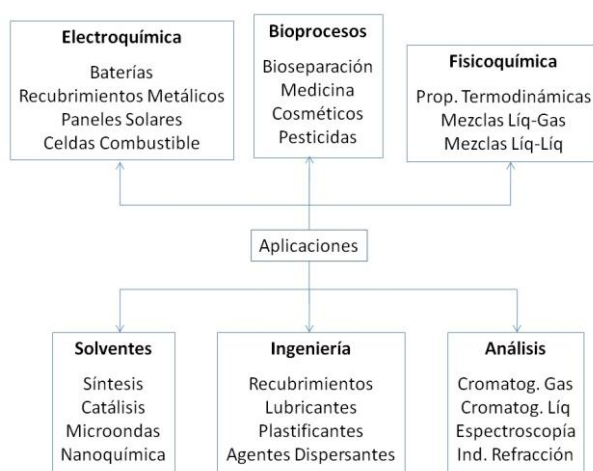 Electroquímica
Baterías
Recubrimientos Metálicos
Paneles Solares
Celdas Combustible
Bioprocesos
Bioseparación
Medicina
Cosméticos
Pesticidas
Fisicoquímica
Prop. Termodinámicas
Mezclas Líq-Gas
Mezclas Líq-Líq
Aplicaciones
Solventes
Síntesis
Catálisis
Microondas
Nanoquímica
Ingeniería
Recubrimientos
Lubricantes
Plastificantes
Agentes Dispersantes
Análisis
Cromatog. Gas
Cromatog. Líq
Espectroscopía
Ind. Refracción